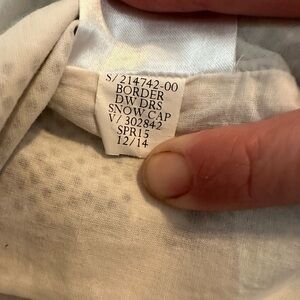 S/214742-00
BORDER
DW DRS
SNOW CAP
V/ 302842
SPR15
12/14